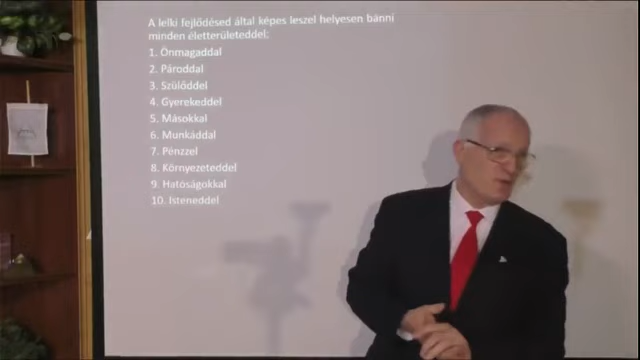 A lelki fejlődésed által képes leszel helyesen bánni
minden életterületeddel:
1. Önmagaddal
2. Pároddal
3. Szülőddel
4. Gyerekeddel
5. Másokkal
6. Munkáddal
7. Pénzzel
8. Környezeteddel
9. Hatóságokkal
10. Isteneddel